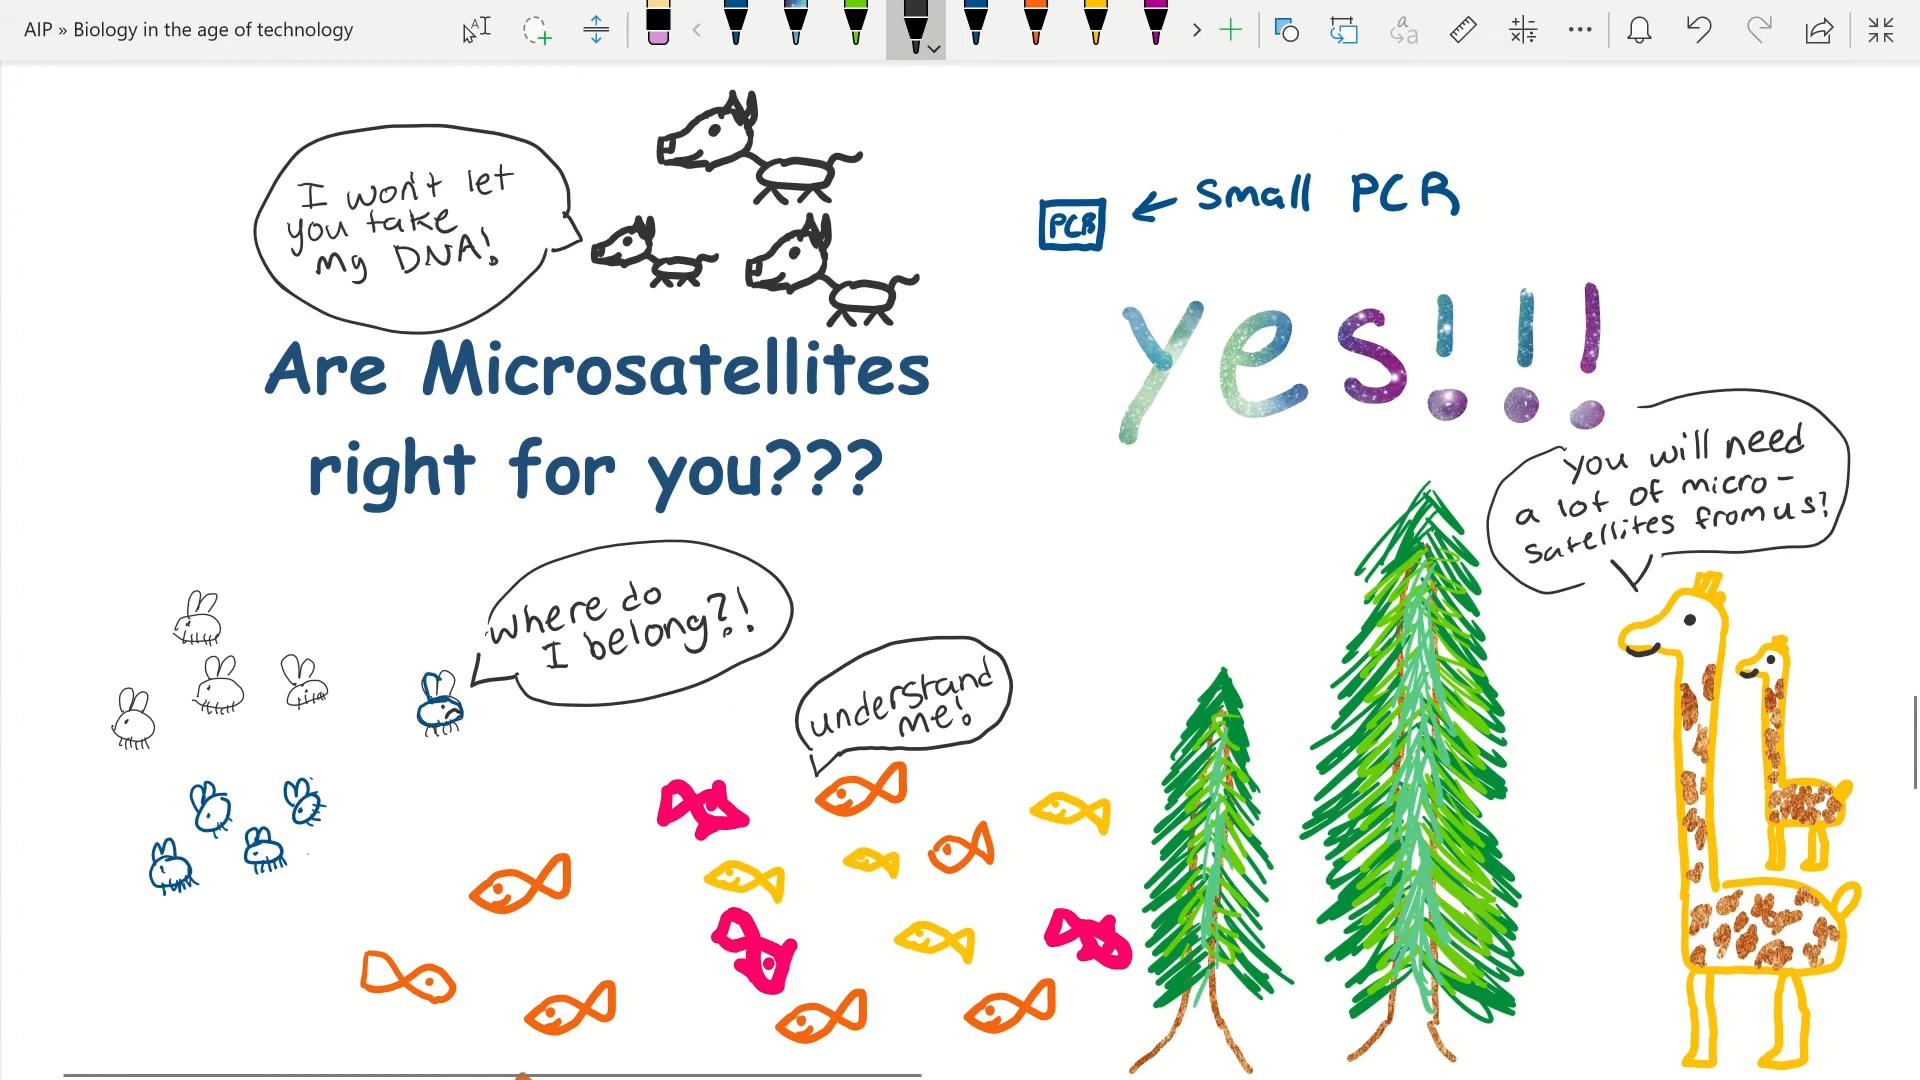 AIP » Biology in the age of technology
I won't let
you take
my DNA!
PCR
Small PCR
yes!!!
Are Microsatellites
right for you???
you will need
a lot of micro-
satellites from us!
where do
I belong?!
understand
me!